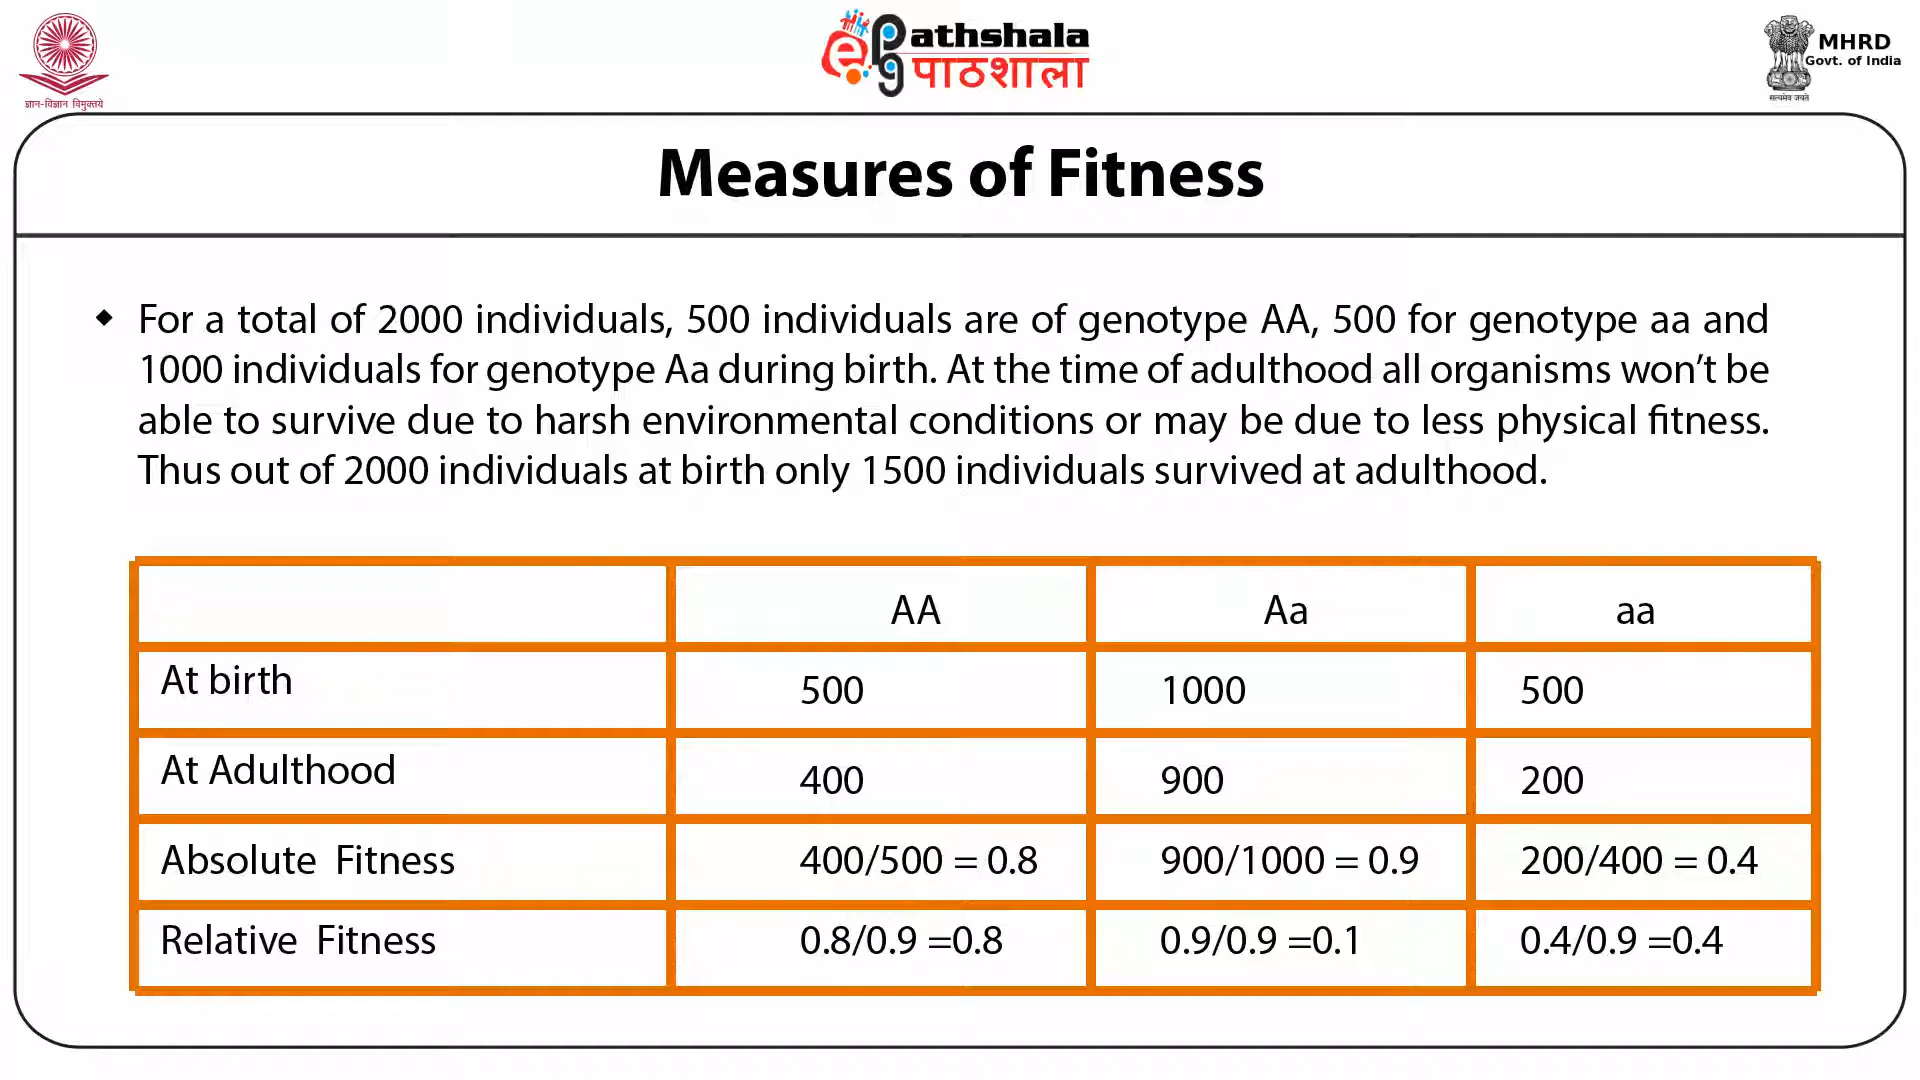 ज्ञान-विज्ञान विमुक्तये
e Pathshala
पाठशाला
MHRD
Govt. of India
सत्यमेव जयते
Measures of Fitness
◆ For a total of 2000 individuals, 500 individuals are of genotype AA, 500 for genotype aa and
1000 individuals for genotype Aa during birth. At the time of adulthood all organisms won’t be
able to survive due to harsh environmental conditions or may be due to less physical fitness.
Thus out of 2000 individuals at birth only 1500 individuals survived at adulthood.
AA Aa aa
At birth 500 1000 500
At Adulthood 400 900 200
Absolute Fitness 400/500 = 0.8 900/1000 = 0.9 200/400 = 0.4
Relative Fitness 0.8/0.9 =0.8 0.9/0.9 =0.1 0.4/0.9 =0.4